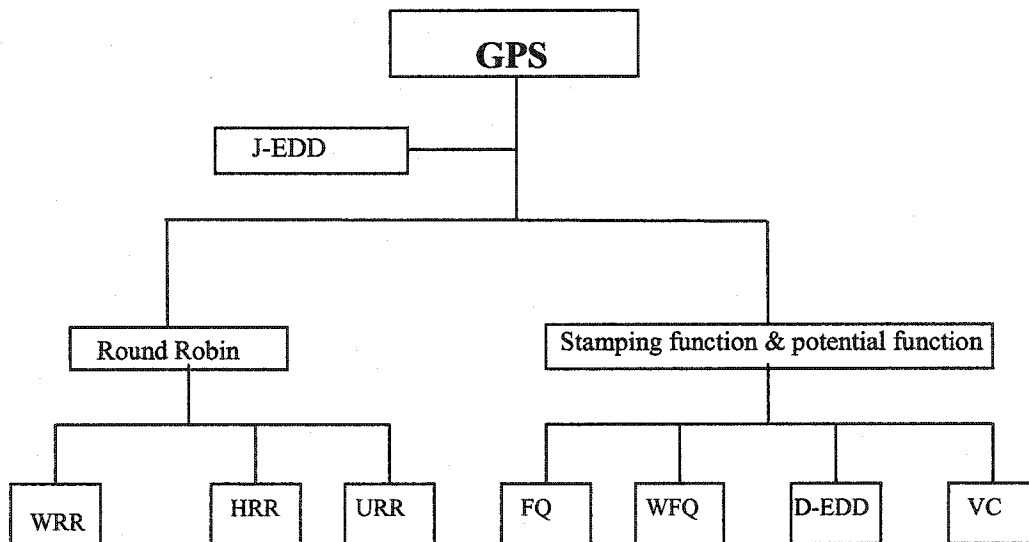 GPS
J-EDD
Round Robin
Stamping function & potential function
WRR
HRR
URR
FQ
WFQ
D-EDD
VC